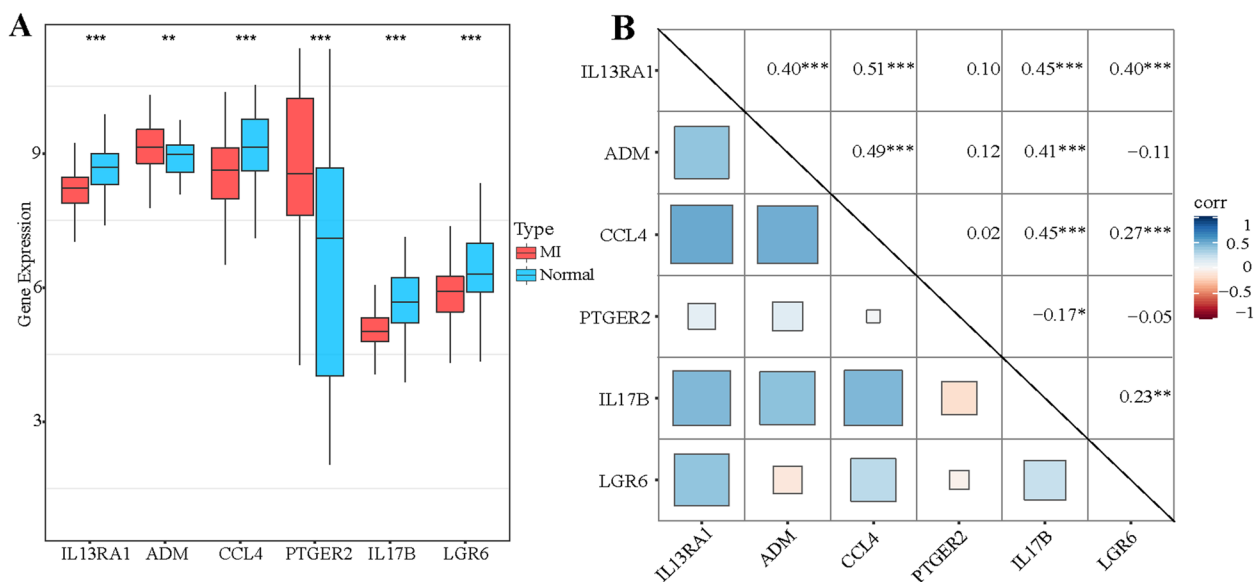 A
*** ** *** *** *** ***
9
6
3
Gene Expression
IL13RA1 ADM CCL4 PTGER2 IL17B LGR6
Type
MI
Normal
B
IL13RA1 0.40*** 0.51*** 0.10 0.45*** 0.40***
ADM 0.49*** 0.12 0.41*** −0.11
CCL4 0.02 0.45*** 0.27***
PTGER2 −0.17* −0.05
IL17B 0.23**
LGR6
IL13RA1 ADM CCL4 PTGER2 IL17B LGR6
corr
1
0.5
0
−0.5
−1